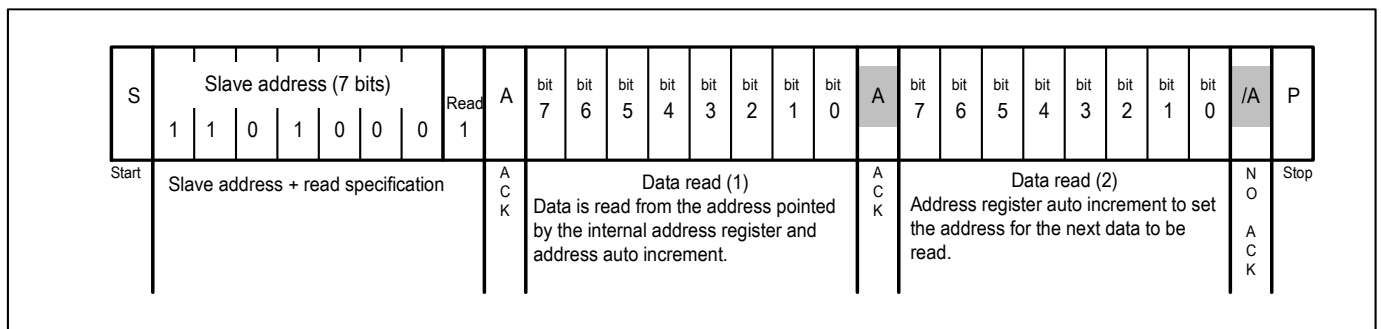 S
Slave address (7 bits)
1 1 0 1 0 0 0
Read
1
A
bit 7 bit 6 bit 5 bit 4 bit 3 bit 2 bit 1 bit 0
A
bit 7 bit 6 bit 5 bit 4 bit 3 bit 2 bit 1 bit 0
/A
P
Start
Slave address + read specification
A
C
K
Data read (1)
Data is read from the address pointed
by the internal address register and
address auto increment.
A
C
K
Data read (2)
Address register auto increment to set
the address for the next data to be
read.
N
O
A
C
K
Stop